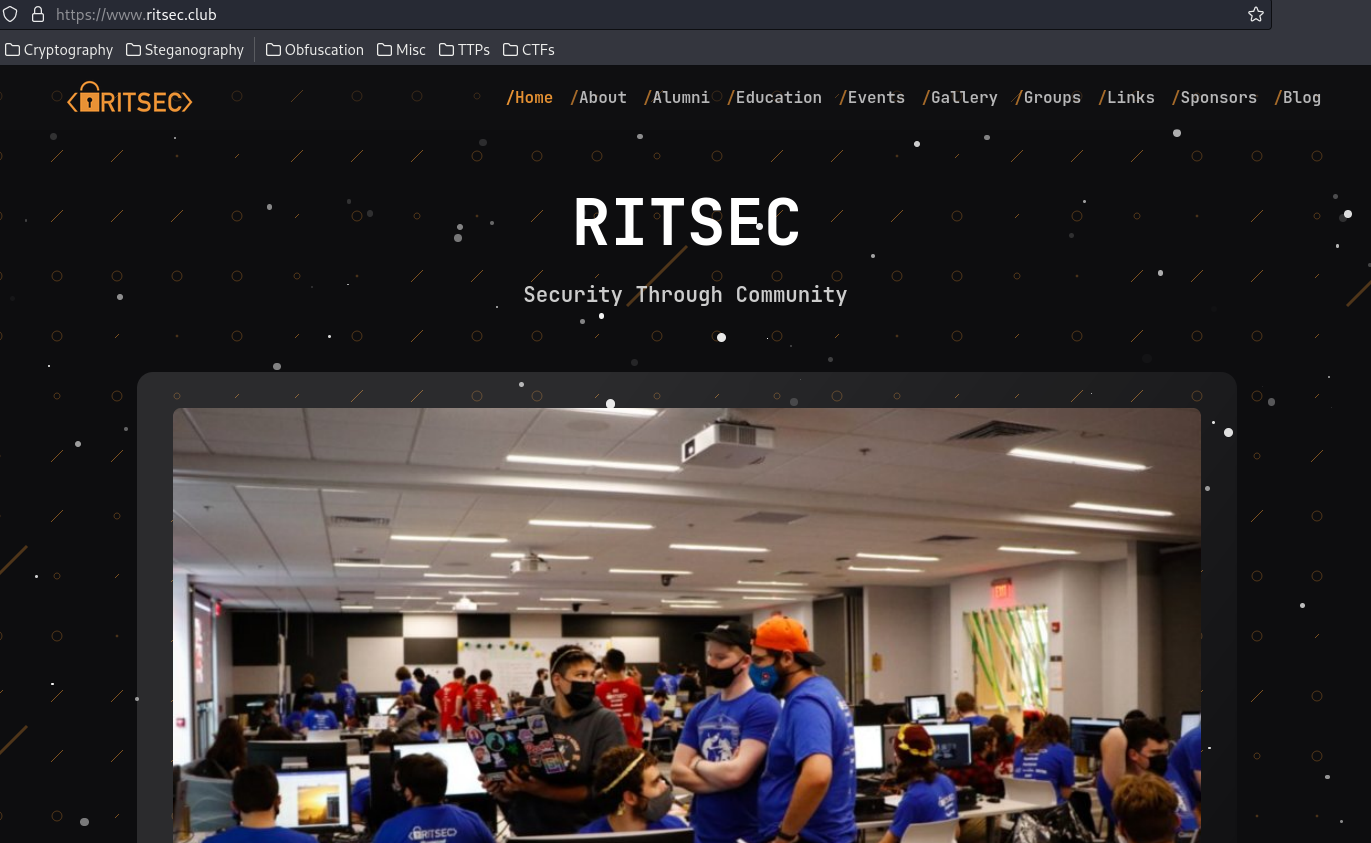 https://www.ritsec.club
Cryptography Steganography Obfuscation Misc TTPs CTFs
<RITSEC> /Home /About /Alumni /Education /Events /Gallery /Groups /Links /Sponsors /Blog
RITSEC
Security Through Community
<RITSEC>